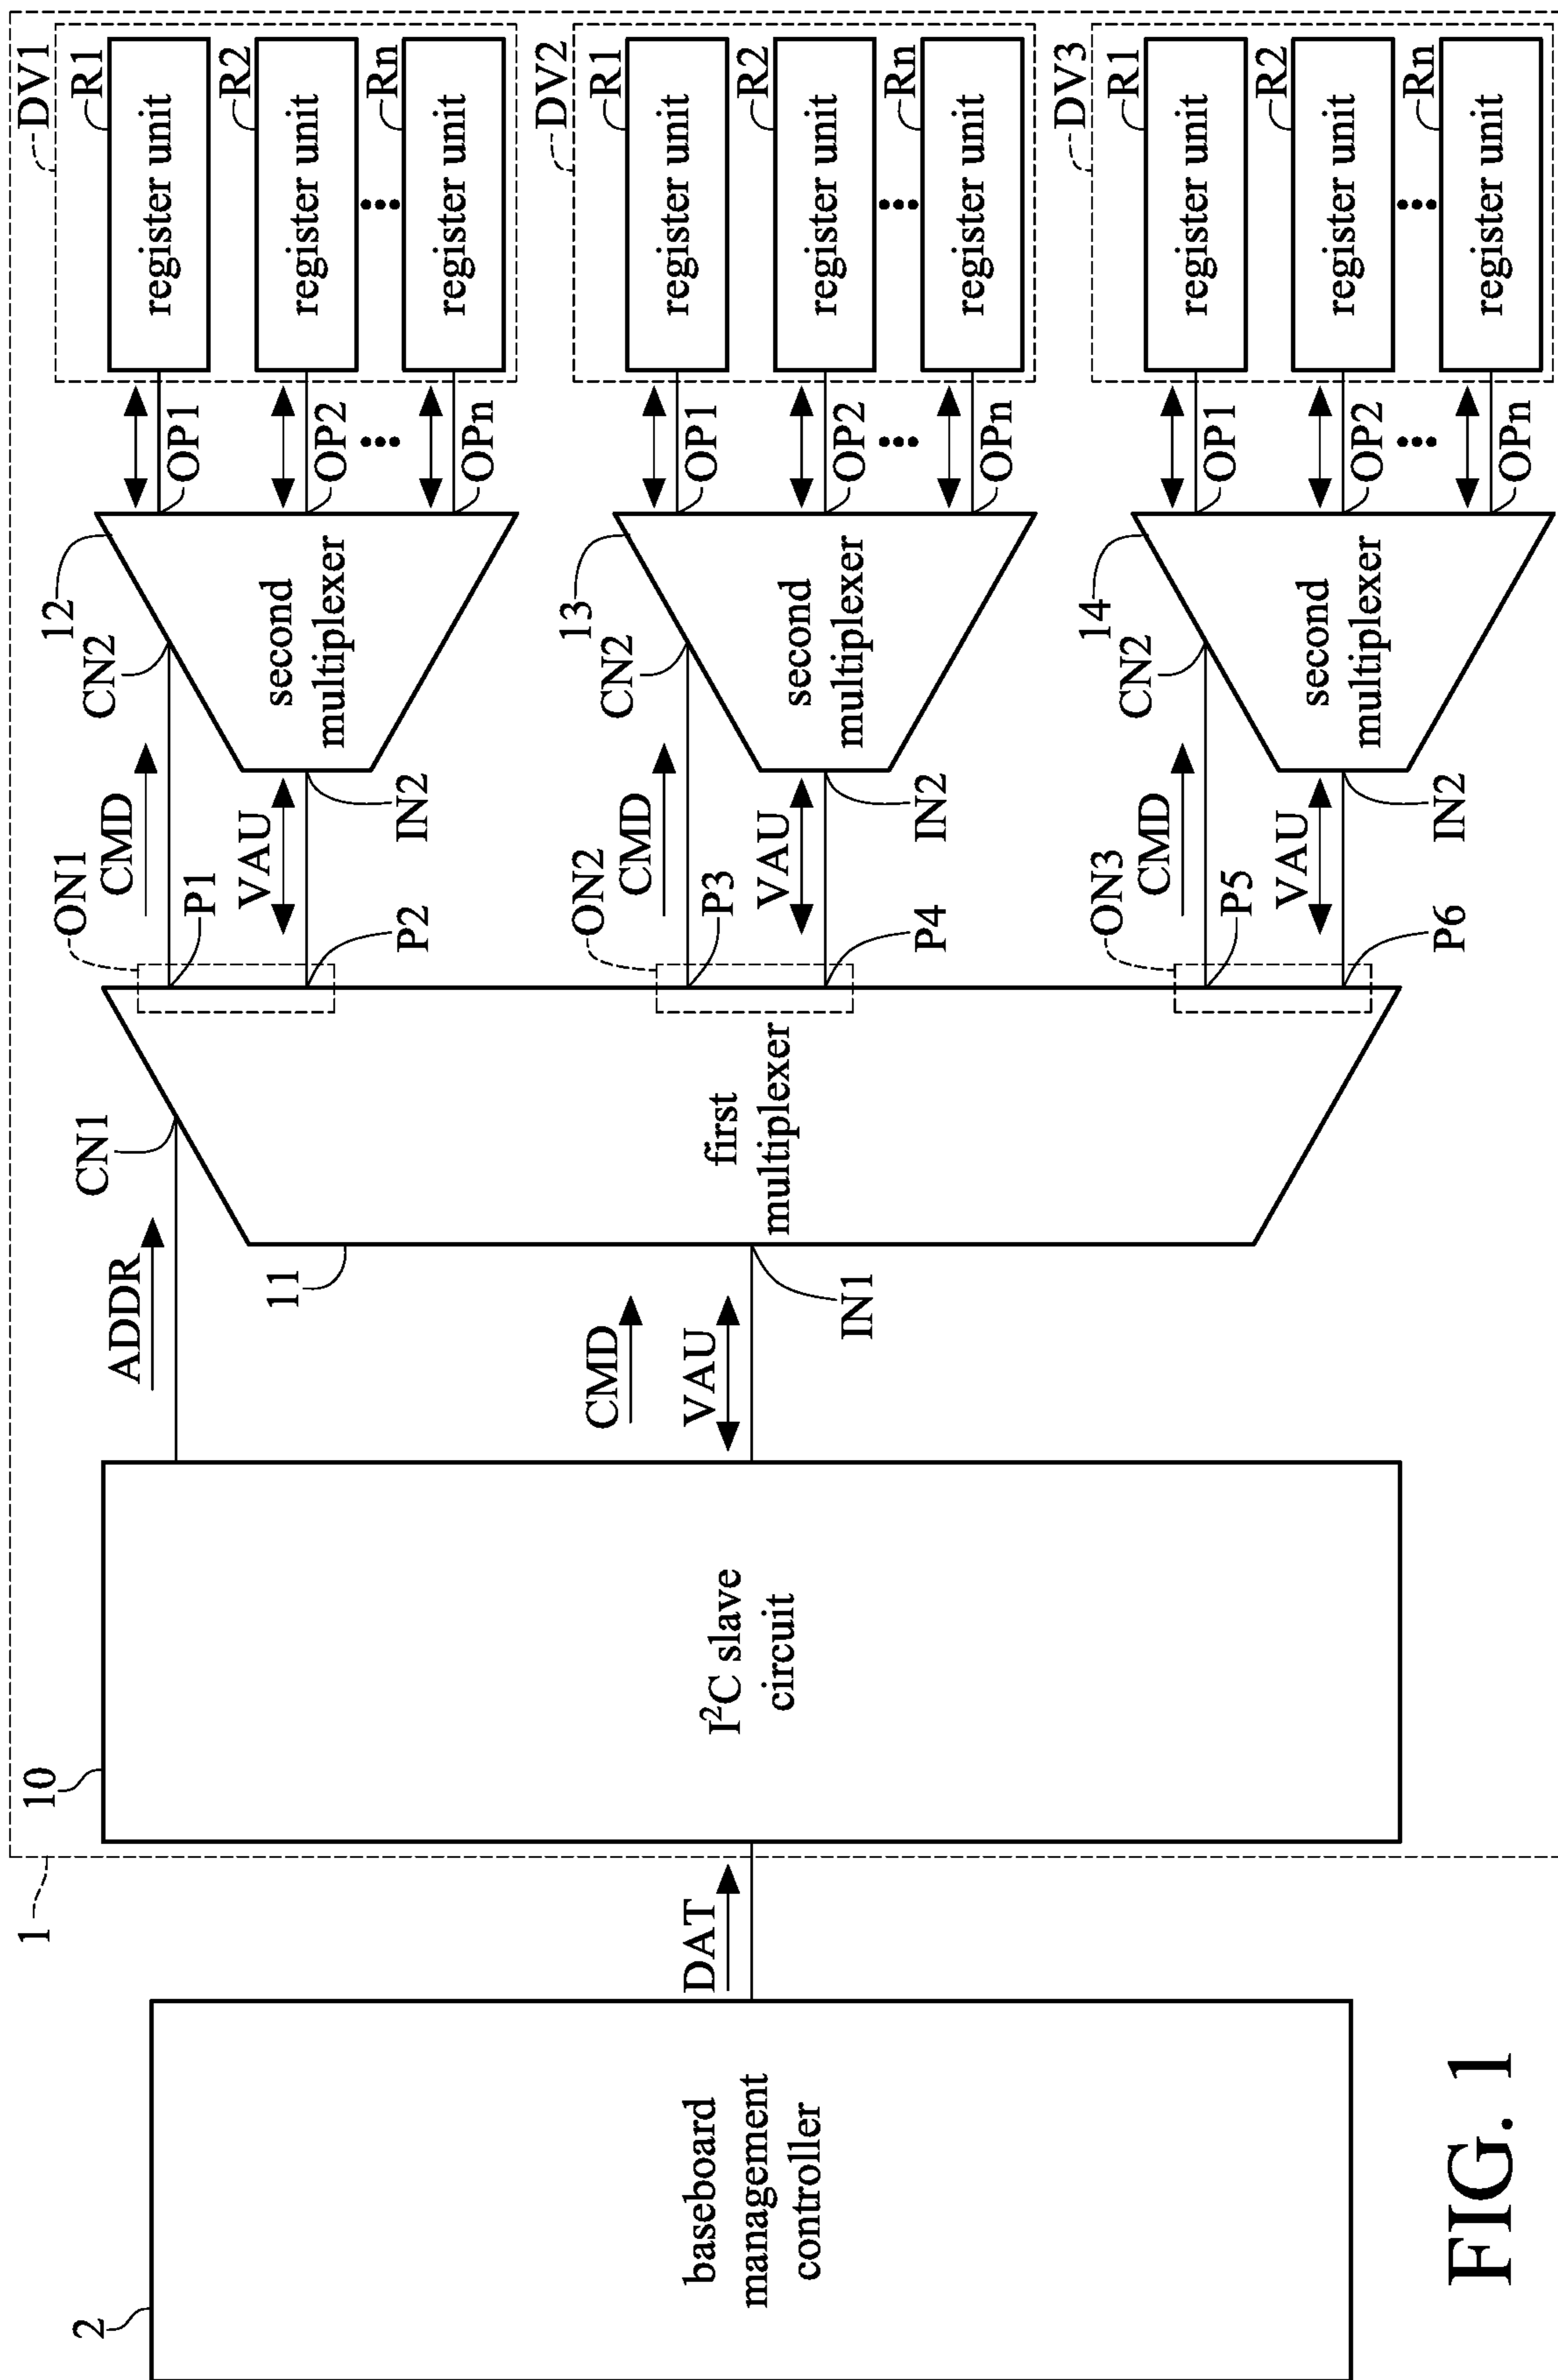 1
2
baseboard
management
controller
DAT
10
I²C slave
circuit
ADDR
CMD
VAU
CN1
11
IN1
first
multiplexer
ON1
CMD
P1
VAU
P2
CN2
IN2
12
second
multiplexer
OP1
OP2
OPn
DV1
R1
register unit
R2
register unit
Rn
register unit
ON2
CMD
P3
VAU
P4
CN2
IN2
13
second
multiplexer
OP1
OP2
OPn
DV2
R1
register unit
R2
register unit
Rn
register unit
ON3
CMD
P5
VAU
P6
CN2
IN2
14
second
multiplexer
OP1
OP2
OPn
DV3
R1
register unit
R2
register unit
Rn
register unit
FIG. 1